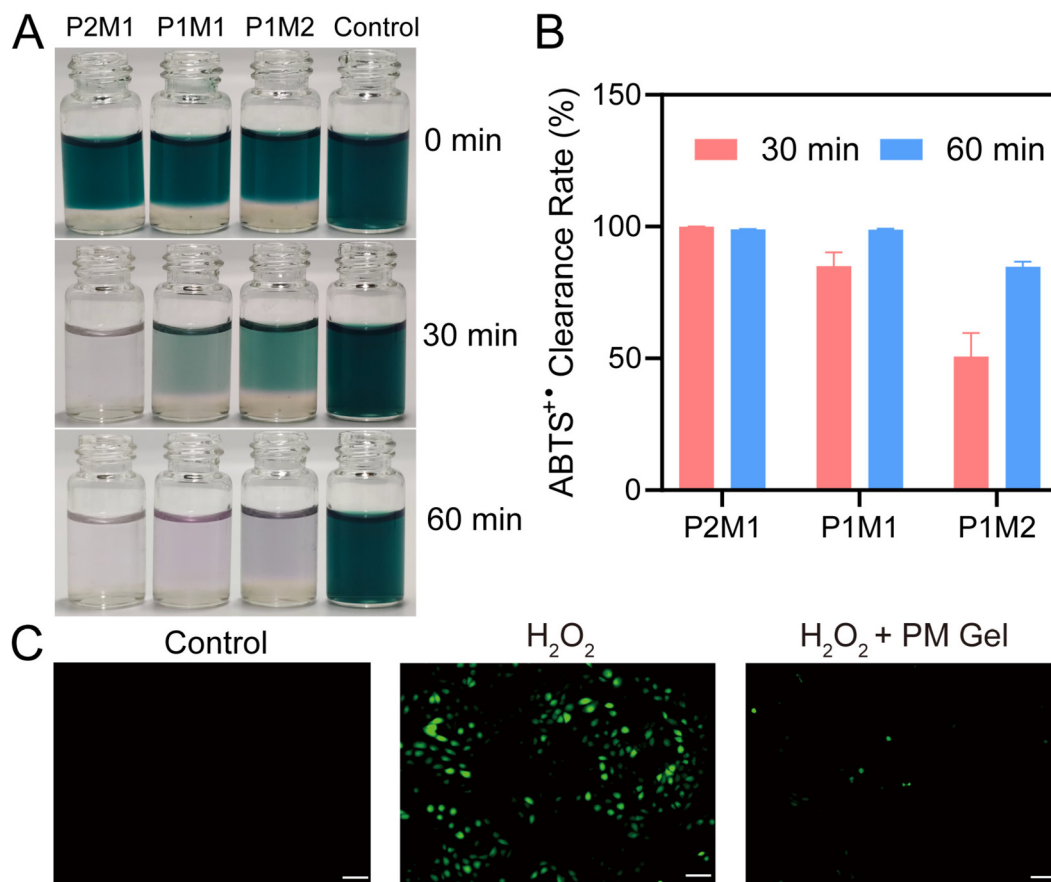 A
P2M1 P1M1 P1M2 Control
0 min
30 min
60 min
B
ABTS⁺• Clearance Rate (%)
150
100
50
0
30 min 60 min
P2M1 P1M1 P1M2
C
Control
H₂O₂
H₂O₂ + PM Gel